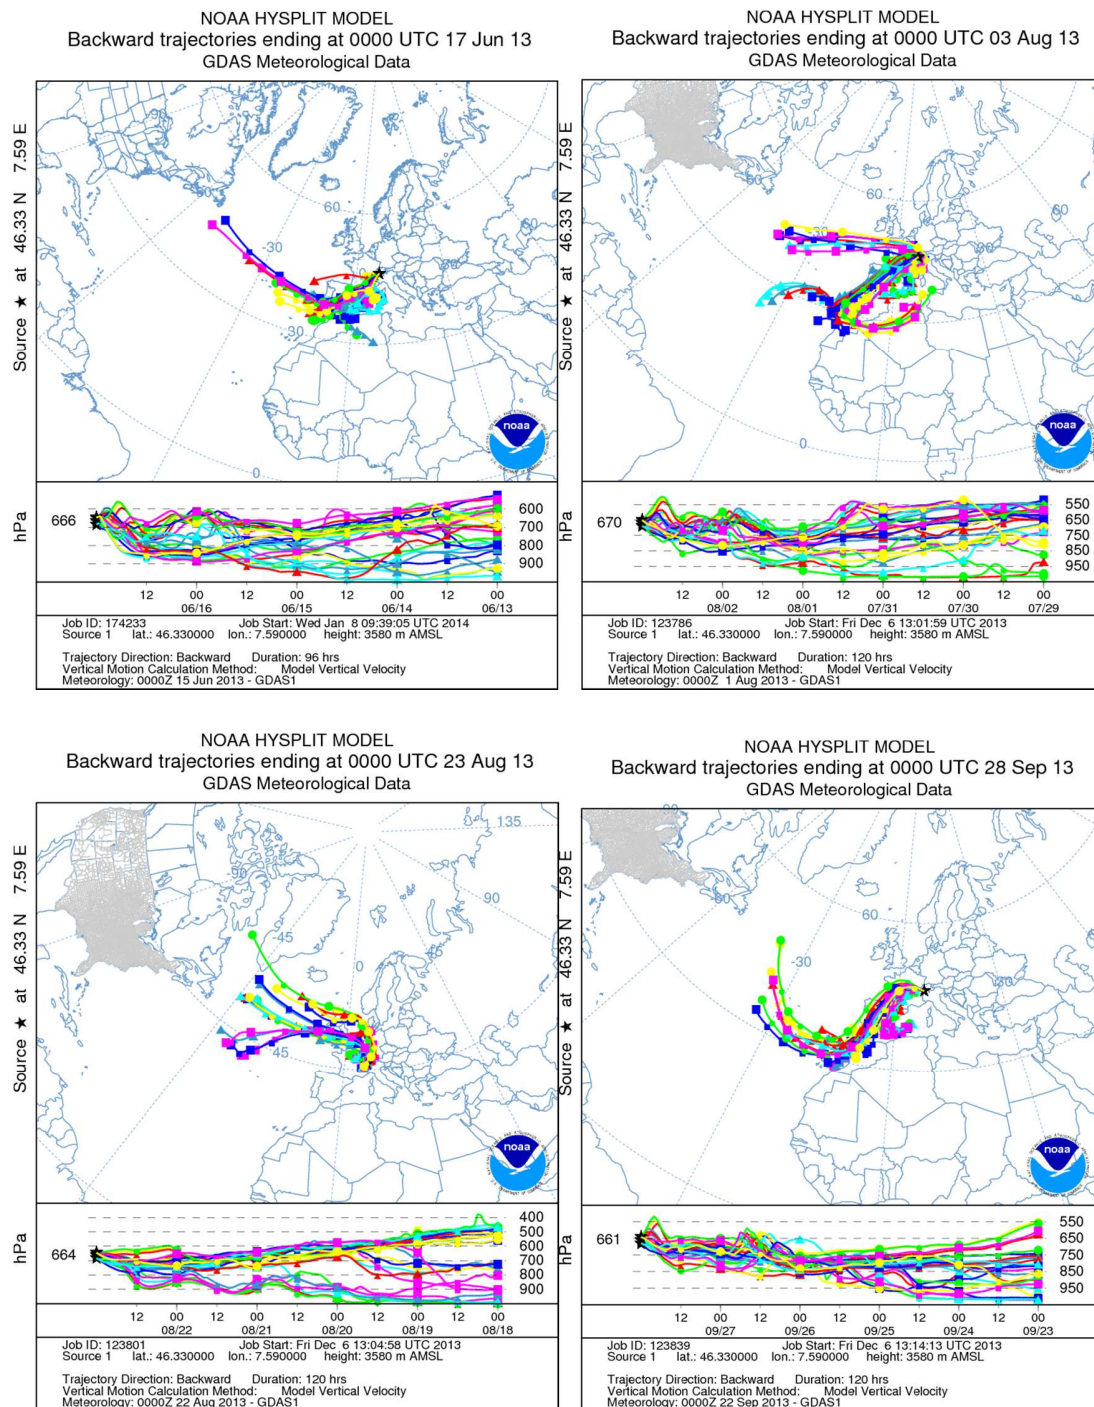 NOAA HYSPLIT MODEL
Backward trajectories ending at 0000 UTC 17 Jun 13
GDAS Meteorological Data
Source ★ at 46.33 N 7.59 E
60
60
30
-30
30
0
noaa
hPa
666
600
700
800
900
12 00 12 00 12 00 12 00
06/16 06/15 06/14 06/13
Job ID: 174233 Job Start: Wed Jan 8 09:39:05 UTC 2014
Source 1 lat.: 46.330000 lon.: 7.590000 height: 3580 m AMSL
Trajectory Direction: Backward Duration: 96 hrs
Vertical Motion Calculation Method: Model Vertical Velocity
Meteorology: 0000Z 15 Jun 2013 - GDAS1
NOAA HYSPLIT MODEL
Backward trajectories ending at 0000 UTC 03 Aug 13
GDAS Meteorological Data
Source ★ at 46.33 N 7.59 E
60
60
-30
0
noaa
hPa
670
550
650
750
850
950
12 00 12 00 12 00 12 00 12 00
08/02 08/01 07/31 07/30 07/29
Job ID: 123786 Job Start: Fri Dec 6 13:01:59 UTC 2013
Source 1 lat.: 46.330000 lon.: 7.590000 height: 3580 m AMSL
Trajectory Direction: Backward Duration: 120 hrs
Vertical Motion Calculation Method: Model Vertical Velocity
Meteorology: 0000Z 1 Aug 2013 - GDAS1
NOAA HYSPLIT MODEL
Backward trajectories ending at 0000 UTC 23 Aug 13
GDAS Meteorological Data
Source ★ at 46.33 N 7.59 E
135
-90
90
-45
0
45
45
noaa
hPa
664
400
500
600
700
800
900
12 00 12 00 12 00 12 00 12 00
08/22 08/21 08/20 08/19 08/18
Job ID: 123801 Job Start: Fri Dec 6 13:04:58 UTC 2013
Source 1 lat.: 46.330000 lon.: 7.590000 height: 3580 m AMSL
Trajectory Direction: Backward Duration: 120 hrs
Vertical Motion Calculation Method: Model Vertical Velocity
Meteorology: 0000Z 22 Aug 2013 - GDAS1
NOAA HYSPLIT MODEL
Backward trajectories ending at 0000 UTC 28 Sep 13
GDAS Meteorological Data
Source ★ at 46.33 N 7.59 E
60
60
-30
30
noaa
hPa
661
550
650
750
850
950
12 00 12 00 12 00 12 00 12 00
09/27 09/26 09/25 09/24 09/23
Job ID: 123839 Job Start: Fri Dec 6 13:14:13 UTC 2013
Source 1 lat.: 46.330000 lon.: 7.590000 height: 3580 m AMSL
Trajectory Direction: Backward Duration: 120 hrs
Vertical Motion Calculation Method: Model Vertical Velocity
Meteorology: 0000Z 22 Sep 2013 - GDAS1